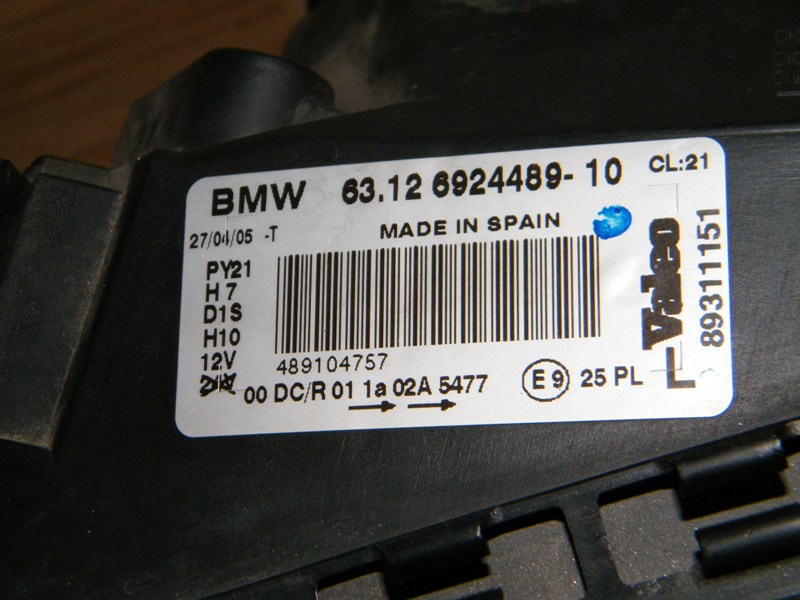 BMW 63.12 6924489-10 CL:21
27/04/05 -T MADE IN SPAIN
PY21
H7
D1S
H10
12V
489104757
00 DC/R 01 1a 02A 5477 E9 25 PL
L Valeo
89311151